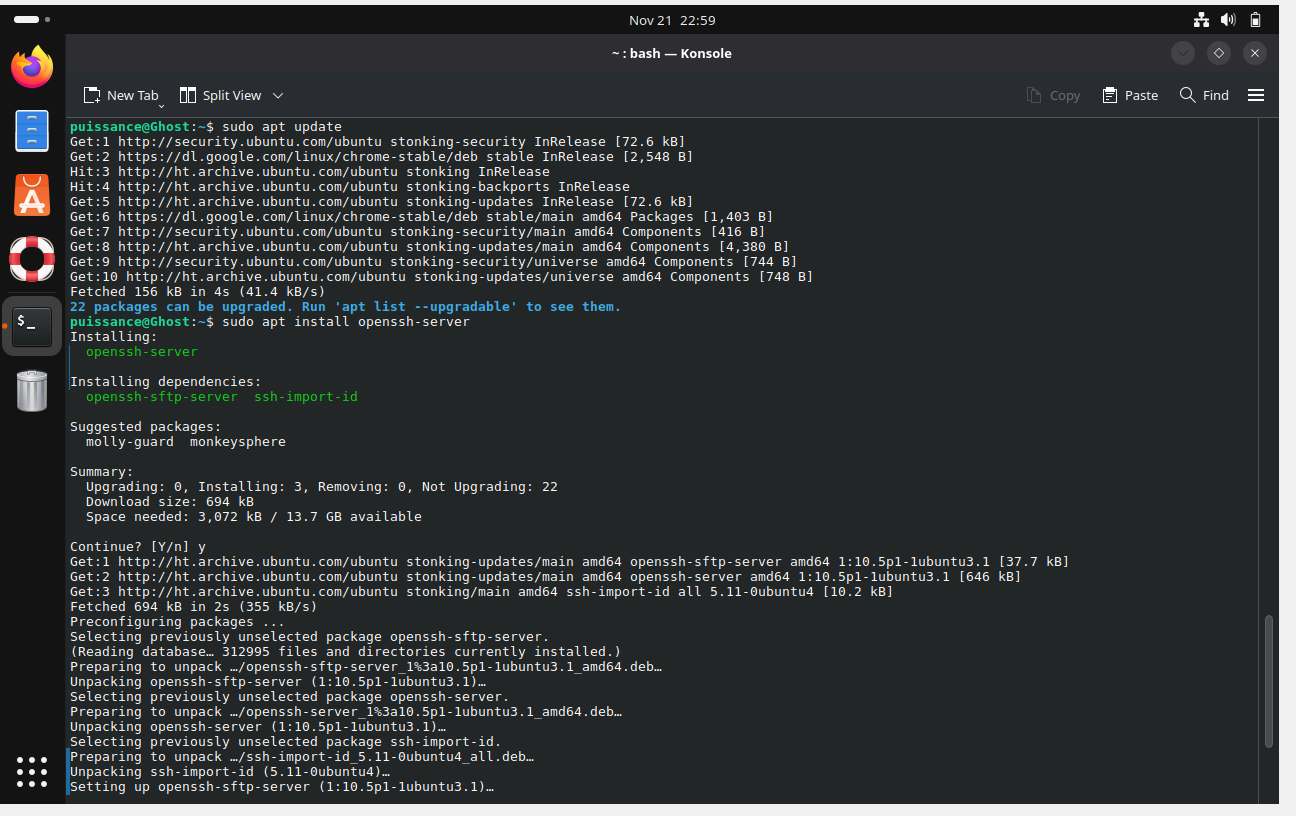 Nov 21 22:59
~ : bash — Konsole
New Tab
Split View
Copy
Paste
Find
puissance@Ghost:~$ sudo apt update
Get:1 http://security.ubuntu.com/ubuntu stonking-security InRelease [72.6 kB]
Get:2 https://dl.google.com/linux/chrome-stable/deb stable InRelease [2,548 B]
Hit:3 http://ht.archive.ubuntu.com/ubuntu stonking InRelease
Hit:4 http://ht.archive.ubuntu.com/ubuntu stonking-backports InRelease
Get:5 http://ht.archive.ubuntu.com/ubuntu stonking-updates InRelease [72.6 kB]
Get:6 https://dl.google.com/linux/chrome-stable/deb stable/main amd64 Packages [1,403 B]
Get:7 http://security.ubuntu.com/ubuntu stonking-security/main amd64 Components [416 B]
Get:8 http://ht.archive.ubuntu.com/ubuntu stonking-updates/main amd64 Components [4,380 B]
Get:9 http://security.ubuntu.com/ubuntu stonking-security/universe amd64 Components [744 B]
Get:10 http://ht.archive.ubuntu.com/ubuntu stonking-updates/universe amd64 Components [748 B]
Fetched 156 kB in 4s (41.4 kB/s)
22 packages can be upgraded. Run 'apt list --upgradable' to see them.
puissance@Ghost:~$ sudo apt install openssh-server
Installing:
openssh-server
Installing dependencies:
openssh-sftp-server ssh-import-id
Suggested packages:
molly-guard monkeysphere
Summary:
Upgrading: 0, Installing: 3, Removing: 0, Not Upgrading: 22
Download size: 694 kB
Space needed: 3,072 kB / 13.7 GB available
Continue? [Y/n] y
Get:1 http://ht.archive.ubuntu.com/ubuntu stonking-updates/main amd64 openssh-sftp-server amd64 1:10.5p1-1ubuntu3.1 [37.7 kB]
Get:2 http://ht.archive.ubuntu.com/ubuntu stonking-updates/main amd64 openssh-server amd64 1:10.5p1-1ubuntu3.1 [646 kB]
Get:3 http://ht.archive.ubuntu.com/ubuntu stonking/main amd64 ssh-import-id all 5.11-0ubuntu4 [10.2 kB]
Fetched 694 kB in 2s (355 kB/s)
Preconfiguring packages ...
Selecting previously unselected package openssh-sftp-server.
(Reading database… 312995 files and directories currently installed.)
Preparing to unpack …/openssh-sftp-server_1%3a10.5p1-1ubuntu3.1_amd64.deb…
Unpacking openssh-sftp-server (1:10.5p1-1ubuntu3.1)…
Selecting previously unselected package openssh-server.
Preparing to unpack …/openssh-server_1%3a10.5p1-1ubuntu3.1_amd64.deb…
Unpacking openssh-server (1:10.5p1-1ubuntu3.1)…
Selecting previously unselected package ssh-import-id.
Preparing to unpack …/ssh-import-id_5.11-0ubuntu4_all.deb…
Unpacking ssh-import-id (5.11-0ubuntu4)…
Setting up openssh-sftp-server (1:10.5p1-1ubuntu3.1)…